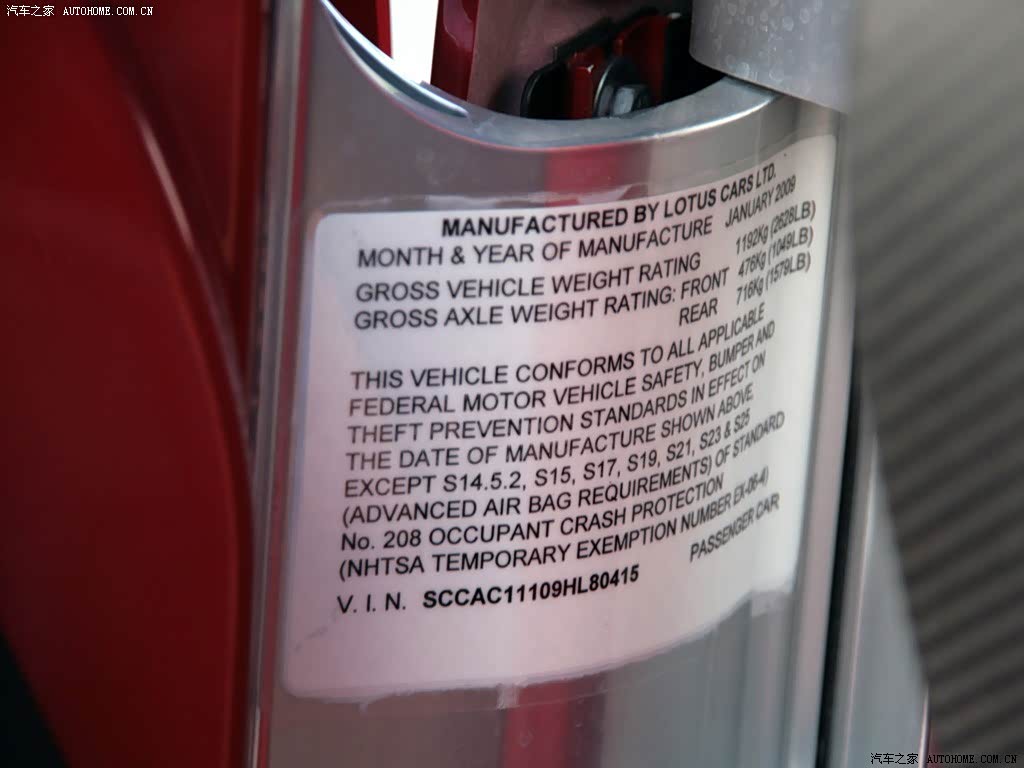 汽车之家 AUTOHOME.COM.CN
MANUFACTURED BY LOTUS CARS LTD.
MONTH & YEAR OF MANUFACTURE JANUARY 2009
GROSS VEHICLE WEIGHT RATING 1192Kg (2628LB)
GROSS AXLE WEIGHT RATING: FRONT 476Kg (1049LB)
REAR 716Kg (1579LB)
THIS VEHICLE CONFORMS TO ALL APPLICABLE
FEDERAL MOTOR VEHICLE SAFETY, BUMPER AND
THEFT PREVENTION STANDARDS IN EFFECT ON
THE DATE OF MANUFACTURE SHOWN ABOVE
EXCEPT S14.5.2, S15, S17, S19, S21, S23 & S25
(ADVANCED AIR BAG REQUIREMENTS) OF STANDARD
No. 208 OCCUPANT CRASH PROTECTION
(NHTSA TEMPORARY EXEMPTION NUMBER EX-06-4)
PASSENGER CAR
V. I. N. SCCAC11109HL80415
汽车之家 AUTOHOME.COM.CN